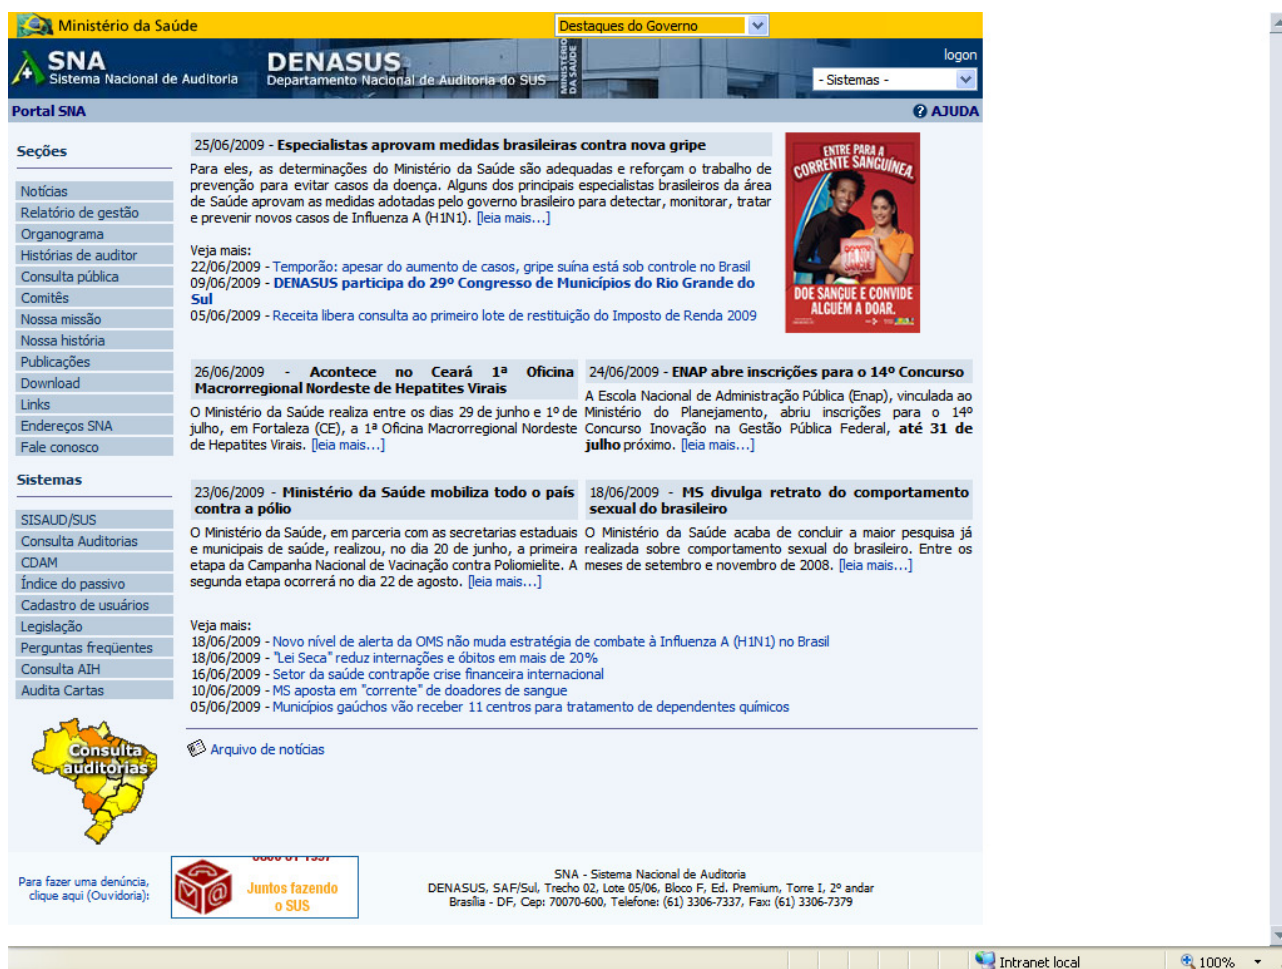 Ministério da Saúde
Destaques do Governo
SNA
Sistema Nacional de Auditoria
DENASUS
Departamento Nacional de Auditoria do SUS
MINISTÉRIO
DA SAÚDE
logon
- Sistemas -
Portal SNA
AJUDA
Seções
Notícias
Relatório de gestão
Organograma
Histórias de auditor
Consulta pública
Comitês
Nossa missão
Nossa história
Publicações
Download
Links
Endereços SNA
Fale conosco
Sistemas
SISAUD/SUS
Consulta Auditorias
CDAM
Índice do passivo
Cadastro de usuários
Legislação
Perguntas freqüentes
Consulta AIH
Audita Cartas
Consulta
auditorias
25/06/2009 - Especialistas aprovam medidas brasileiras contra nova gripe
Para eles, as determinações do Ministério da Saúde são adequadas e reforçam o trabalho de
prevenção para evitar casos da doença. Alguns dos principais especialistas brasileiros da área
de Saúde aprovam as medidas adotadas pelo governo brasileiro para detectar, monitorar, tratar
e prevenir novos casos de Influenza A (H1N1). [leia mais...]
Veja mais:
22/06/2009 - Temporão: apesar do aumento de casos, gripe suína está sob controle no Brasil
09/06/2009 - DENASUS participa do 29º Congresso de Municípios do Rio Grande do
Sul
05/06/2009 - Receita libera consulta ao primeiro lote de restituição do Imposto de Renda 2009
ENTRE PARA A
CORRENTE SANGUÍNEA.
DOE SANGUE E CONVIDE
ALGUÉM A DOAR.
26/06/2009 - Acontece no Ceará 1ª Oficina
Macrorregional Nordeste de Hepatites Virais
O Ministério da Saúde realiza entre os dias 29 de junho e 1º de
julho, em Fortaleza (CE), a 1ª Oficina Macrorregional Nordeste
de Hepatites Virais. [leia mais...]
24/06/2009 - ENAP abre inscrições para o 14º Concurso
A Escola Nacional de Administração Pública (Enap), vinculada ao
Ministério do Planejamento, abriu inscrições para o 14º
Concurso Inovação na Gestão Pública Federal, até 31 de
julho próximo. [leia mais...]
23/06/2009 - Ministério da Saúde mobiliza todo o país
contra a pólio
O Ministério da Saúde, em parceria com as secretarias estaduais
e municipais de saúde, realizou, no dia 20 de junho, a primeira
etapa da Campanha Nacional de Vacinação contra Poliomielite. A
segunda etapa ocorrerá no dia 22 de agosto. [leia mais...]
18/06/2009 - MS divulga retrato do comportamento
sexual do brasileiro
O Ministério da Saúde acaba de concluir a maior pesquisa já
realizada sobre comportamento sexual do brasileiro. Entre os
meses de setembro e novembro de 2008. [leia mais...]
Veja mais:
18/06/2009 - Novo nível de alerta da OMS não muda estratégia de combate à Influenza A (H1N1) no Brasil
18/06/2009 - "Lei Seca" reduz internações e óbitos em mais de 20%
16/06/2009 - Setor da saúde contrapõe crise financeira internacional
10/06/2009 - MS aposta em "corrente" de doadores de sangue
05/06/2009 - Municípios gaúchos vão receber 11 centros para tratamento de dependentes químicos
Arquivo de notícias
Para fazer uma denúncia,
clique aqui (Ouvidoria):
Juntos fazendo
o SUS
SNA - Sistema Nacional de Auditoria
DENASUS, SAF/Sul, Trecho 02, Lote 05/06, Bloco F, Ed. Premium, Torre I, 2º andar
Brasília - DF, Cep: 70070-600, Telefone: (61) 3306-7337, Fax: (61) 3306-7379
Intranet local
100%